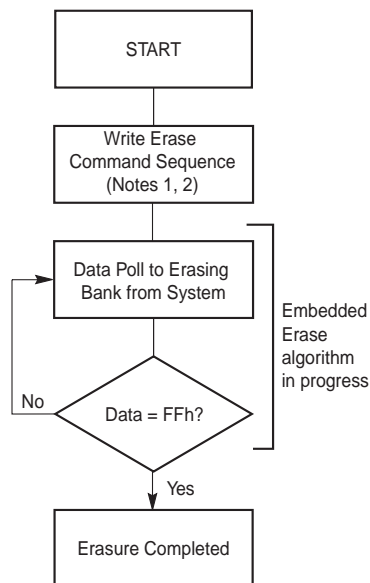 START
Write Erase
Command Sequence
(Notes 1, 2)
Data Poll to Erasing
Bank from System
Embedded
Erase
algorithm
in progress
No
Data = FFh?
Yes
Erasure Completed